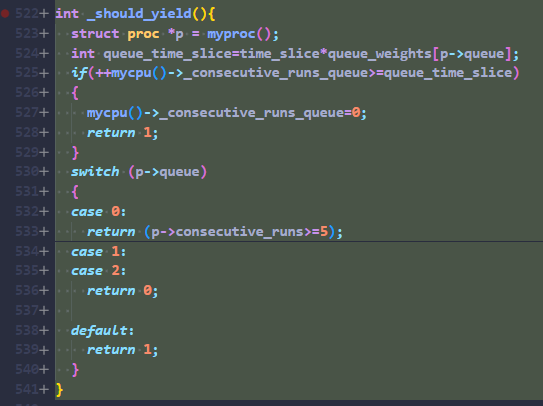 522+ int _should_yield(){
523+ struct proc *p = myproc();
524+ int queue_time_slice=time_slice*queue_weights[p->queue];
525+ if(++mycpu()->_consecutive_runs_queue>=queue_time_slice)
526+ {
527+ mycpu()->_consecutive_runs_queue=0;
528+ return 1;
529+ }
530+ switch (p->queue)
531+ {
532+ case 0:
533+ return (p->consecutive_runs>=5);
534+ case 1:
535+ case 2:
536+ return 0;
537+
538+ default:
539+ return 1;
540+ }
541+ }